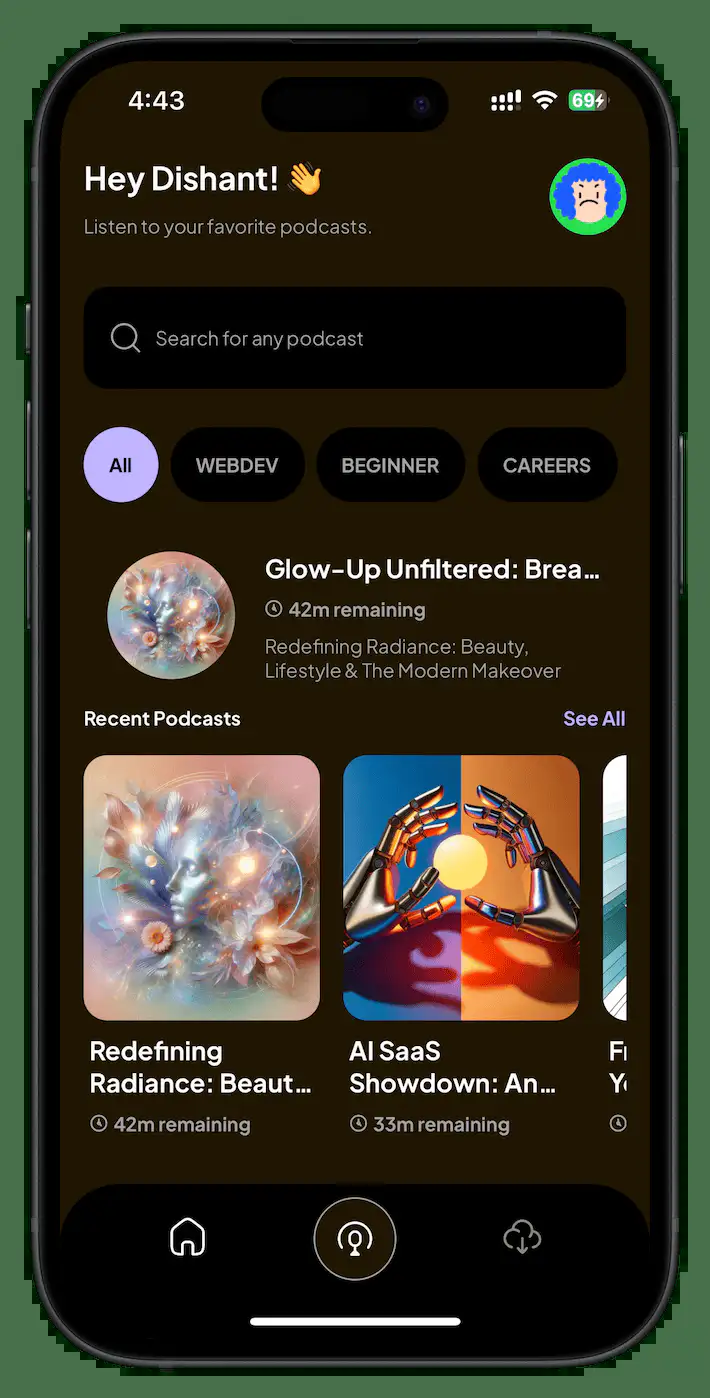 4:43
69
Hey Dishant! 👋
Listen to your favorite podcasts.
Search for any podcast
All
WEBDEV
BEGINNER
CAREERS
Glow-Up Unfiltered: Brea...
42m remaining
Redefining Radiance: Beauty,
Lifestyle & The Modern Makeover
Recent Podcasts
See All
Redefining
Radiance: Beaut...
42m remaining
AI SaaS
Showdown: An...
33m remaining